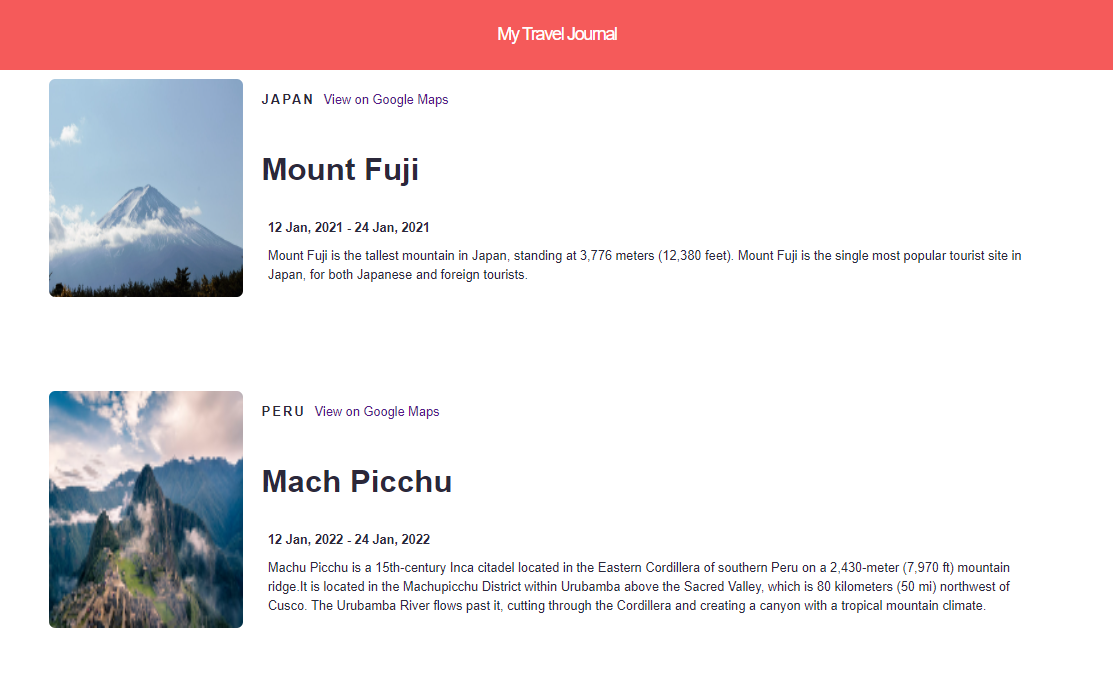 My Travel Journal
JAPAN View on Google Maps
Mount Fuji
12 Jan, 2021 - 24 Jan, 2021
Mount Fuji is the tallest mountain in Japan, standing at 3,776 meters (12,380 feet). Mount Fuji is the single most popular tourist site in
Japan, for both Japanese and foreign tourists.
PERU View on Google Maps
Mach Picchu
12 Jan, 2022 - 24 Jan, 2022
Machu Picchu is a 15th-century Inca citadel located in the Eastern Cordillera of southern Peru on a 2,430-meter (7,970 ft) mountain
ridge.It is located in the Machupicchu District within Urubamba above the Sacred Valley, which is 80 kilometers (50 mi) northwest of
Cusco. The Urubamba River flows past it, cutting through the Cordillera and creating a canyon with a tropical mountain climate.